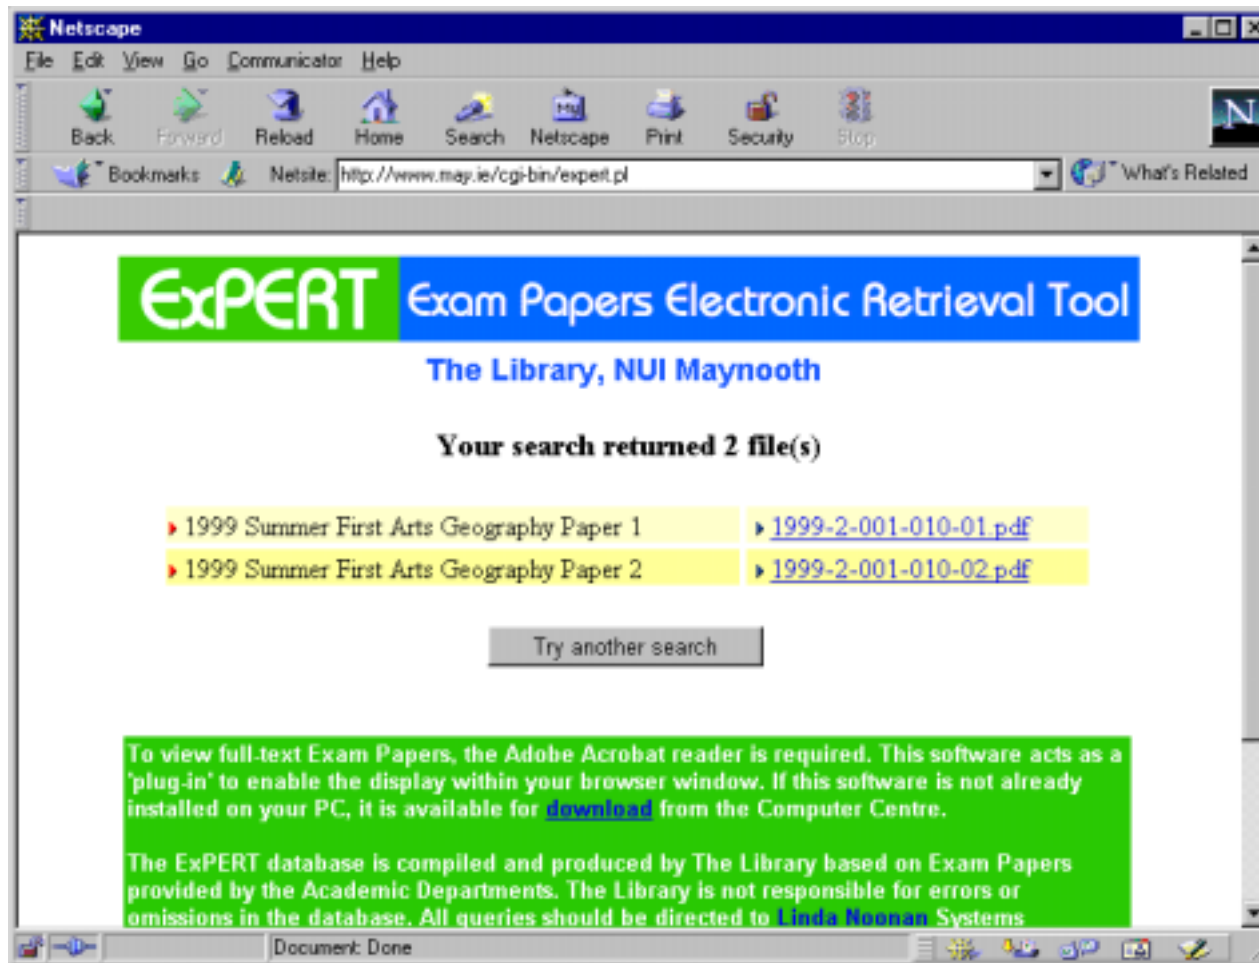 Netscape
File Edit View Go Communicator Help
Back Forward Reload Home Search Netscape Print Security Stop
N
Bookmarks Netsite: http://www.may.ie/cgi-bin/expert.pl What's Related
ExPERT Exam Papers Electronic Retrieval Tool
The Library, NUI Maynooth
Your search returned 2 file(s)
1999 Summer First Arts Geography Paper 1 1999-2-001-010-01.pdf
1999 Summer First Arts Geography Paper 2 1999-2-001-010-02.pdf
Try another search
To view full-text Exam Papers, the Adobe Acrobat reader is required. This software acts as a
'plug-in' to enable the display within your browser window. If this software is not already
installed on your PC, it is available for download from the Computer Centre.
The ExPERT database is compiled and produced by The Library based on Exam Papers
provided by the Academic Departments. The Library is not responsible for errors or
omissions in the database. All queries should be directed to Linda Noonan Systems
Document: Done